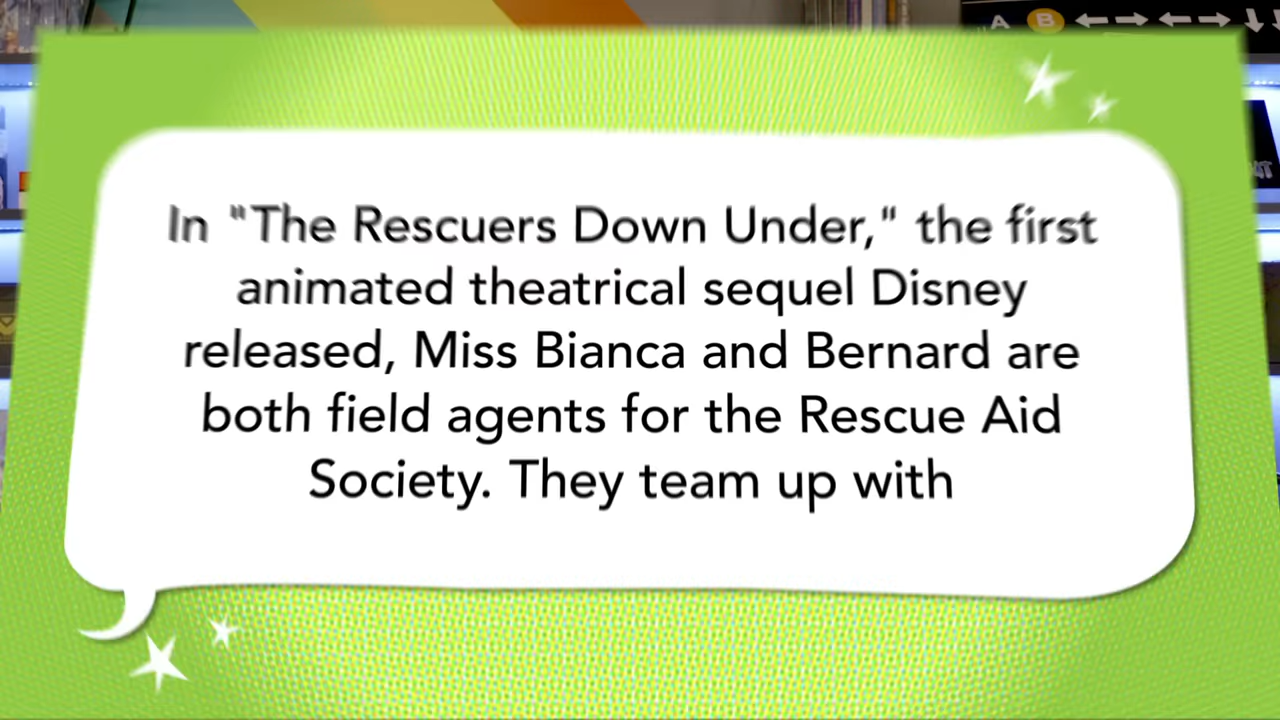 A B ← → ← → ↓
In "The Rescuers Down Under," the first
animated theatrical sequel Disney
released, Miss Bianca and Bernard are
both field agents for the Rescue Aid
Society. They team up with